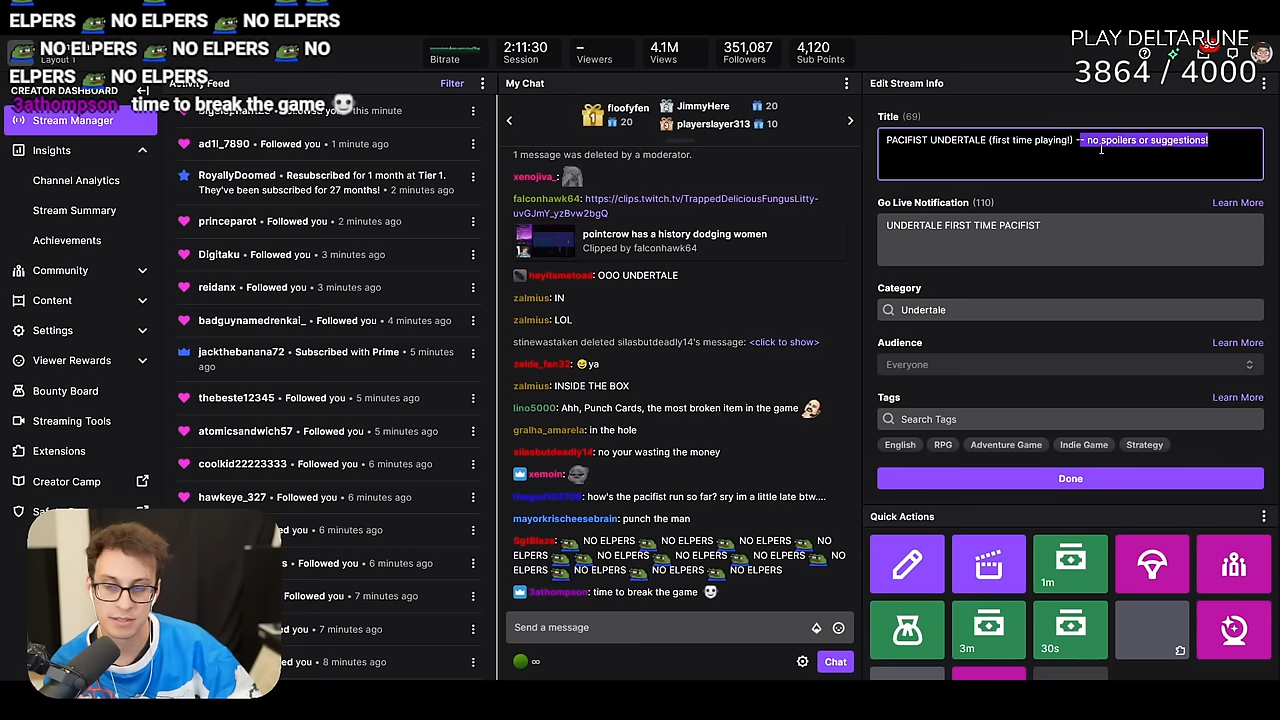 ELPERS NO ELPERS NO ELPERS
NO ELPERS NO ELPERS NO
ELPERS NO ELPERS
3athompson time to break the game
PLAY DELTARUNE
3864 / 4000
Layout 1
Bitrate
2:11:30
Session
–
Viewers
4.1M
Views
351,087
Followers
4,120
Sub Points
CREATOR DASHBOARD
Stream Manager
Insights
Channel Analytics
Stream Summary
Achievements
Community
Content
Settings
Viewer Rewards
Bounty Board
Streaming Tools
Extensions
Creator Camp
Activity Feed
Filter
Followed you • this minute
ad1l_7890 • Followed you • 1 minute ago
RoyallyDoomed • Resubscribed for 1 month at Tier 1.
They've been subscribed for 27 months! • 2 minutes ago
princeparot • Followed you • 2 minutes ago
Digitaku • Followed you • 3 minutes ago
reidanx • Followed you • 3 minutes ago
badguynamedrenkai_ • Followed you • 4 minutes ago
jackthebanana72 • Subscribed with Prime • 5 minutes
ago
thebeste12345 • Followed you • 5 minutes ago
atomicsandwich57 • Followed you • 5 minutes ago
coolkid22223333 • Followed you • 6 minutes ago
hawkeye_327 • Followed you • 6 minutes ago
ed you • 6 minutes ago
s • Followed you • 6 minutes ago
Followed you • 7 minutes ago
ed you • 7 minutes ago
ed you • 8 minutes ago
My Chat
1
floofyfen
20
2 JimmyHere 20
3 playerslayer313 10
1 message was deleted by a moderator.
xenojiva_:
falconhawk64: https://clips.twitch.tv/TrappedDeliciousFungusLitty-
uvGJmY_yzBvw2bgQ
pointcrow has a history dodging women
Clipped by falconhawk64
heyitsmetoad: OOO UNDERTALE
zalmius: IN
zalmius: LOL
stinewastaken deleted silasbutdeadly14's message: <click to show>
zelda_fan32: ya
zalmius: INSIDE THE BOX
lino5000: Ahh, Punch Cards, the most broken item in the game
gralha_amarela: in the hole
silasbutdeadly14: no your wasting the money
xemoin:
how's the pacifist run so far? sry im a little late btw....
mayorkrischeesebrain: punch the man
SgtBlaze: NO ELPERS NO ELPERS NO ELPERS NO
ELPERS NO ELPERS NO ELPERS NO ELPERS NO
ELPERS NO ELPERS NO ELPERS
3athompson: time to break the game
Send a message
∞
Chat
Edit Stream Info
Title (69)
PACIFIST UNDERTALE (first time playing!) -- no spoilers or suggestions!
Go Live Notification (110)
Learn More
UNDERTALE FIRST TIME PACIFIST
Category
Undertale
Audience
Learn More
Everyone
Tags
Learn More
Search Tags
English RPG Adventure Game Indie Game Strategy
Done
Quick Actions
1m
3m
30s